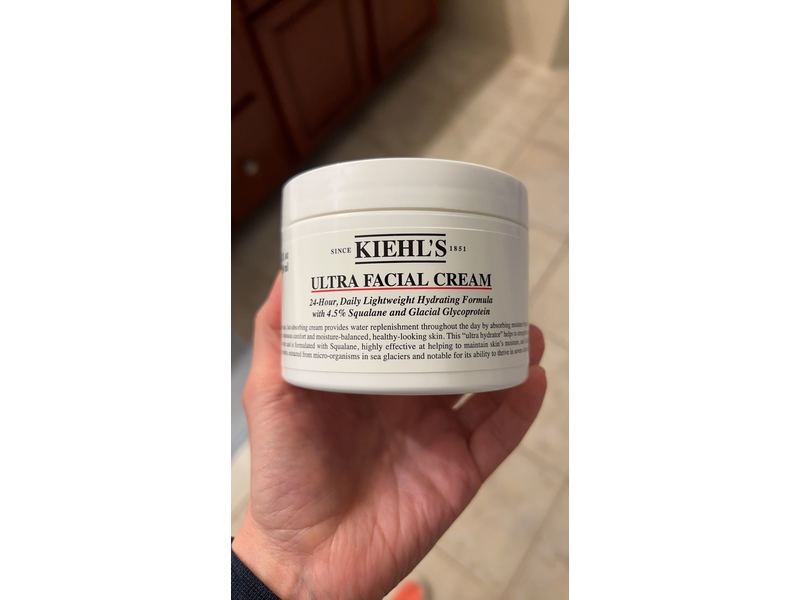 SINCE KIEHL'S 1851
ULTRA FACIAL CREAM
24-Hour, Daily Lightweight Hydrating Formula
with 4.5% Squalane and Glacial Glycoprotein
absorbing cream provides water replenishment throughout the day by absorbing
comfort and moisture-balanced, healthy-looking skin. This "ultra hydrator" helps
is formulated with Squalane, highly effective at helping to maintain skin's moisture,
from micro-organisms in sea glaciers and notable for its ability to thrive in